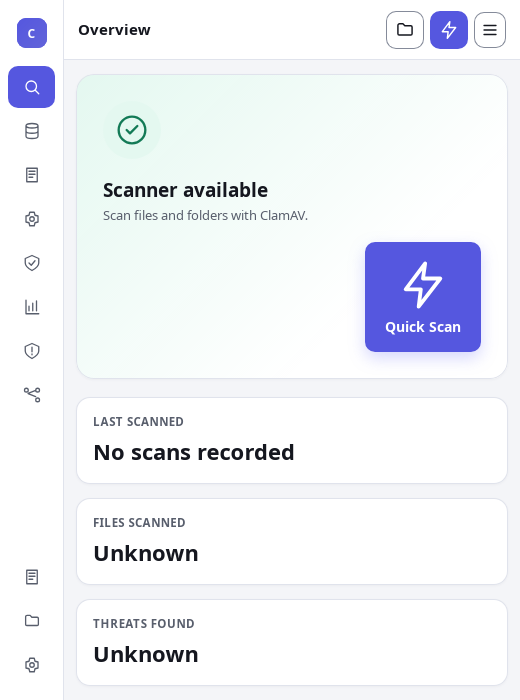 C
Overview
Scanner available
Scan files and folders with ClamAV.
Quick Scan
LAST SCANNED
No scans recorded
FILES SCANNED
Unknown
THREATS FOUND
Unknown